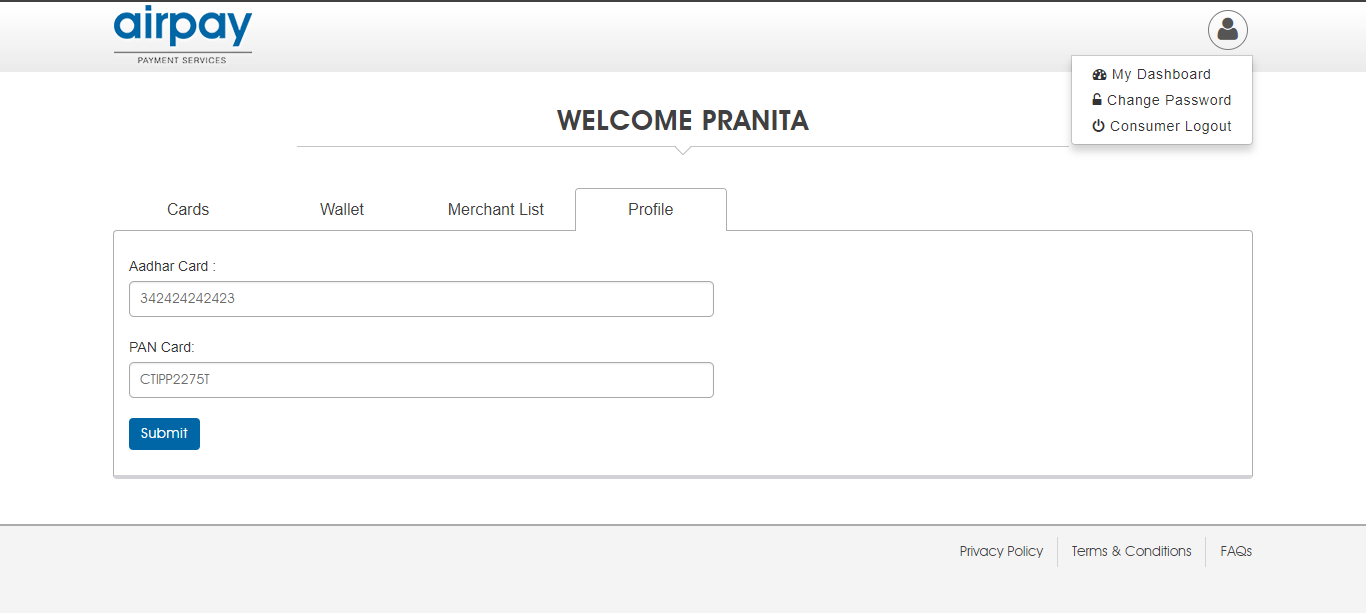 airpay
PAYMENT SERVICES
My Dashboard
Change Password
Consumer Logout
WELCOME PRANITA
Cards
Wallet
Merchant List
Profile
Aadhar Card :
342424242423
PAN Card:
CTIPP2275T
Submit
Privacy Policy
Terms & Conditions
FAQs